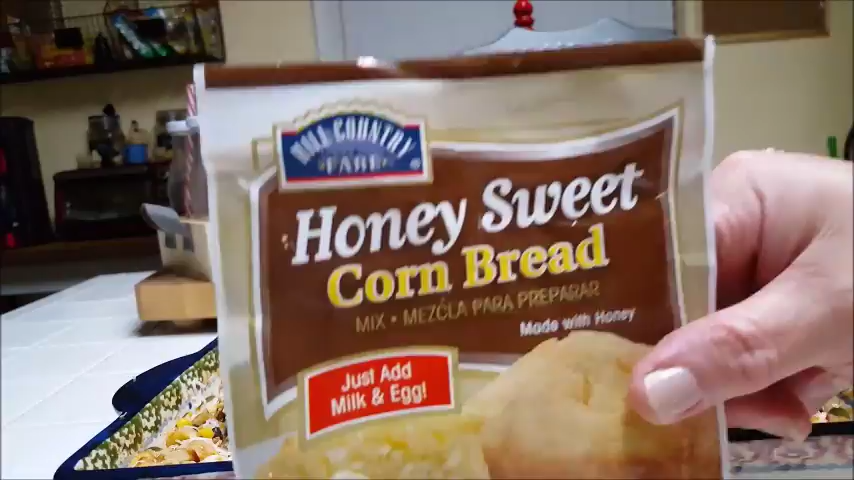 HILL COUNTRY
FARE
®
Honey Sweet
Corn Bread
MIX • MEZCLA PARA PREPARAR
Made with Honey
Just Add
Milk & Egg!